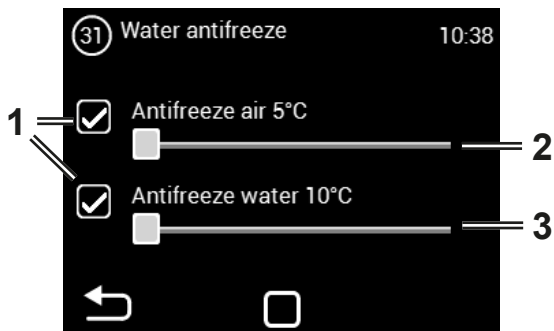 31 Water antifreeze 10:38
1 Antifreeze air 5°C
2
Antifreeze water 10°C
3